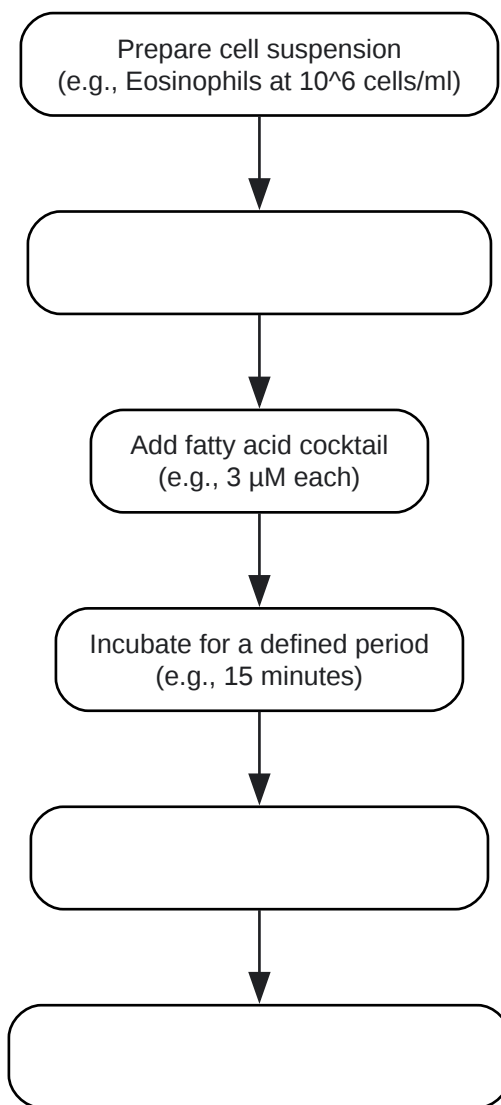 Prepare cell suspension
(e.g., Eosinophils at 10^6 cells/ml)
Add fatty acid cocktail
(e.g., 3 µM each)
Incubate for a defined period
(e.g., 15 minutes)